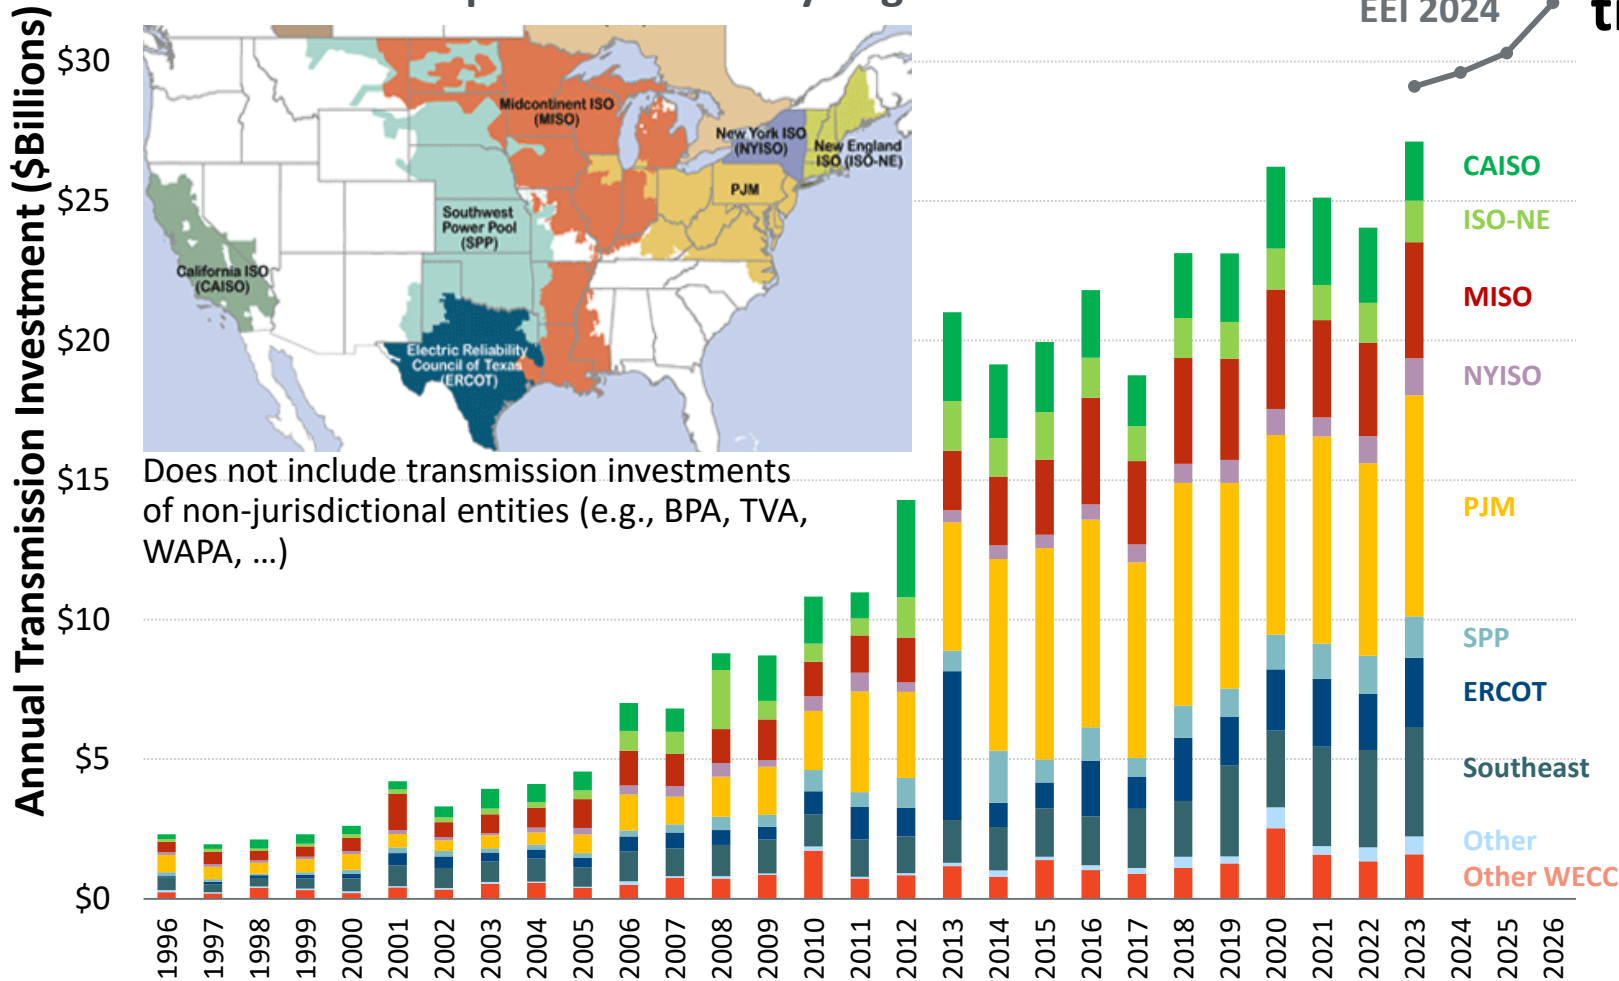 EEI 2024
Annual Transmission Investment ($Billions)
$30
$25
$20
$15
$10
$5
$0
Midcontinent ISO
(MISO)
New York ISO
(NYISO)
New England
ISO (ISO-NE)
PJM
Southwest
Power Pool
(SPP)
California ISO
(CAISO)
Electric Reliability
Council of Texas
(ERCOT)
Does not include transmission investments
of non-jurisdictional entities (e.g., BPA, TVA,
WAPA, …)
CAISO
ISO-NE
MISO
NYISO
PJM
SPP
ERCOT
Southeast
Other
Other WECC
1996
1997
1998
1999
2000
2001
2002
2003
2004
2005
2006
2007
2008
2009
2010
2011
2012
2013
2014
2015
2016
2017
2018
2019
2020
2021
2022
2023
2024
2025
2026